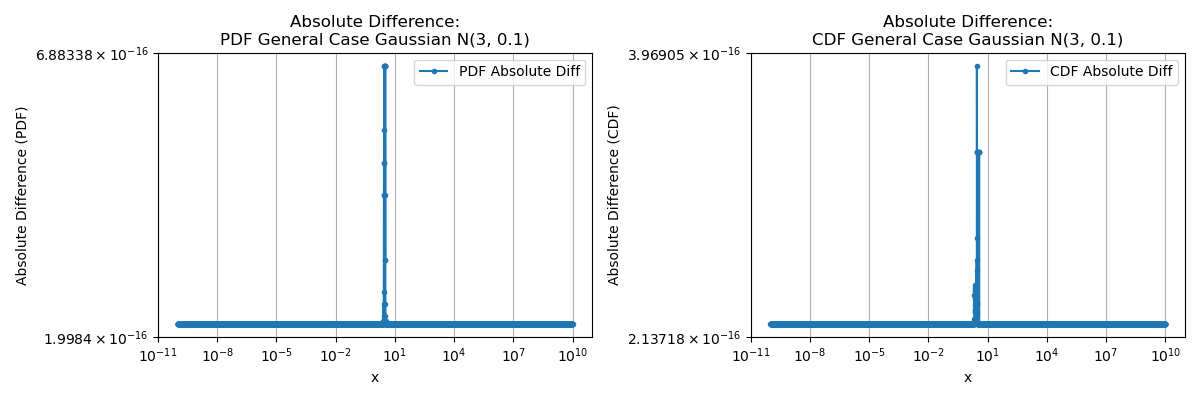 Absolute Difference:
PDF General Case Gaussian N(3, 0.1)
6.88338 × 10⁻¹⁶
PDF Absolute Diff
Absolute Difference (PDF)
1.9984 × 10⁻¹⁶
10⁻¹¹ 10⁻⁸ 10⁻⁵ 10⁻² 10¹ 10⁴ 10⁷ 10¹⁰
x
Absolute Difference:
CDF General Case Gaussian N(3, 0.1)
3.96905 × 10⁻¹⁶
CDF Absolute Diff
Absolute Difference (CDF)
2.13718 × 10⁻¹⁶
10⁻¹¹ 10⁻⁸ 10⁻⁵ 10⁻² 10¹ 10⁴ 10⁷ 10¹⁰
x